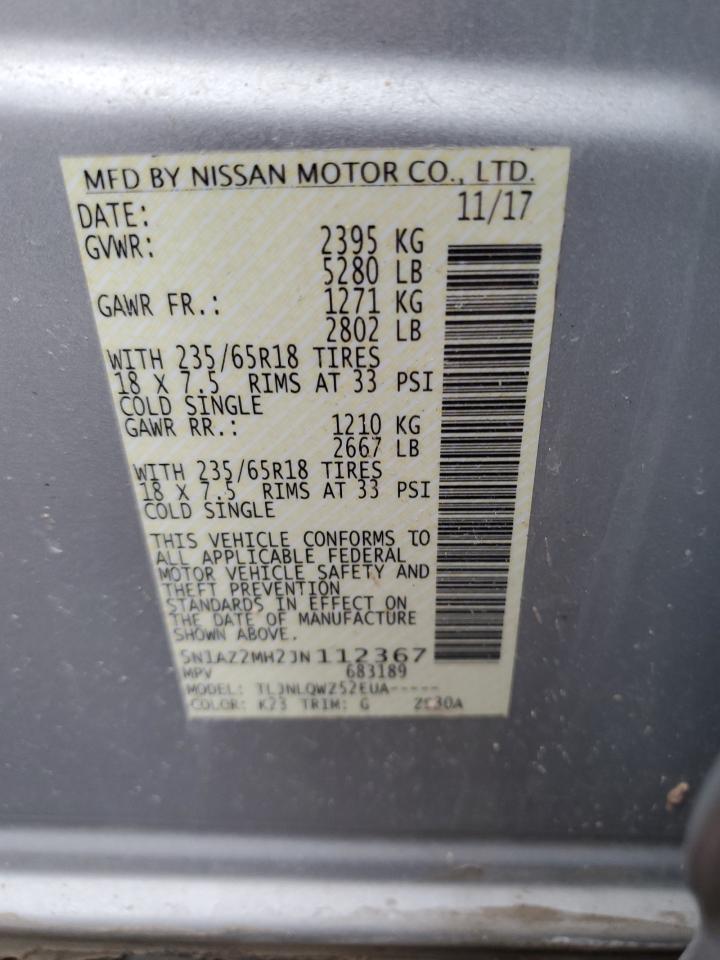 MFD BY NISSAN MOTOR CO., LTD.
DATE: 11/17
GVWR: 2395 KG
5280 LB
GAWR FR.: 1271 KG
2802 LB
WITH 235/65R18 TIRES
18 X 7.5 RIMS AT 33 PSI
COLD SINGLE
GAWR RR.: 1210 KG
2667 LB
WITH 235/65R18 TIRES
18 X 7.5 RIMS AT 33 PSI
COLD SINGLE
THIS VEHICLE CONFORMS TO
ALL APPLICABLE FEDERAL
MOTOR VEHICLE SAFETY AND
THEFT PREVENTION
STANDARDS IN EFFECT ON
THE DATE OF MANUFACTURE
SHOWN ABOVE.
5N1AZ2MH2JN112367
MPV 683189
MODEL: TLJNLQWZ52EUA-----
COLOR: K23 TRIM: G